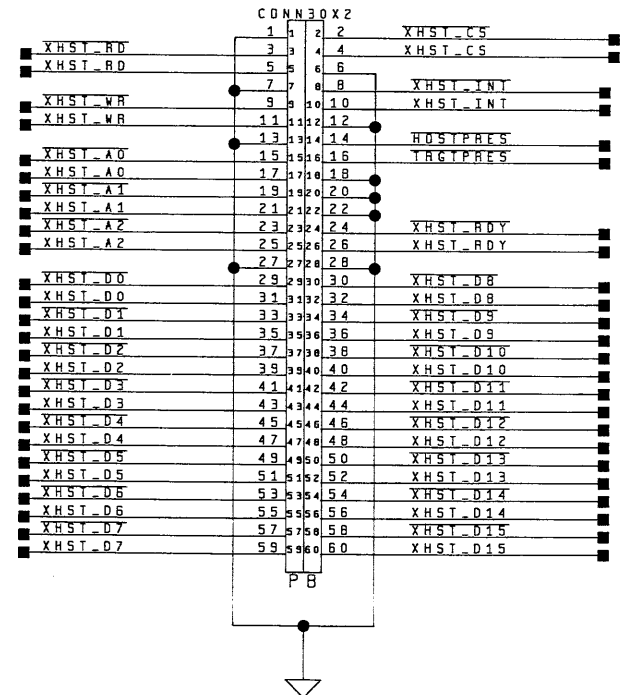 CONN30X2
1 1 2 2 XHST_CS
XHST_RD 3 3 4 4 XHST_CS
XHST_RD 5 5 6 6
7 7 8 8 XHST_INT
XHST_WR 9 9 10 10 XHST_INT
XHST_WR 11 11 12 12
13 13 14 14 HOSTPRES
XHST_A0 15 15 16 16 TRGTPRES
XHST_A0 17 17 18 18
XHST_A1 19 19 20 20
XHST_A1 21 21 22 22
XHST_A2 23 23 24 24 XHST_RDY
XHST_A2 25 25 26 26 XHST_RDY
27 27 28 28
XHST_D0 29 29 30 30 XHST_D8
XHST_D0 31 31 32 32 XHST_D8
XHST_D1 33 33 34 34 XHST_D9
XHST_D1 35 35 36 36 XHST_D9
XHST_D2 37 37 38 38 XHST_D10
XHST_D2 39 39 40 40 XHST_D10
XHST_D3 41 41 42 42 XHST_D11
XHST_D3 43 43 44 44 XHST_D11
XHST_D4 45 45 46 46 XHST_D12
XHST_D4 47 47 48 48 XHST_D12
XHST_D5 49 49 50 50 XHST_D13
XHST_D5 51 51 52 52 XHST_D13
XHST_D6 53 53 54 54 XHST_D14
XHST_D6 55 55 56 56 XHST_D14
XHST_D7 57 57 58 58 XHST_D15
XHST_D7 59 59 60 60 XHST_D15
P8